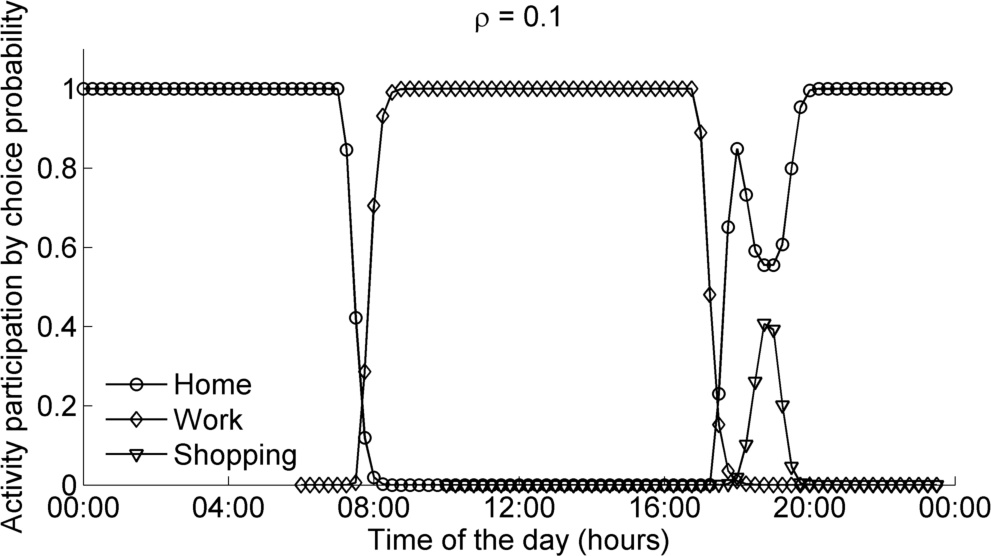 ρ = 0.1
Activity participation by choice probability
1
0.8
0.6
0.4
0.2
0
Home
Work
Shopping
00:00 04:00 08:00 12:00 16:00 20:00 00:00
Time of the day (hours)